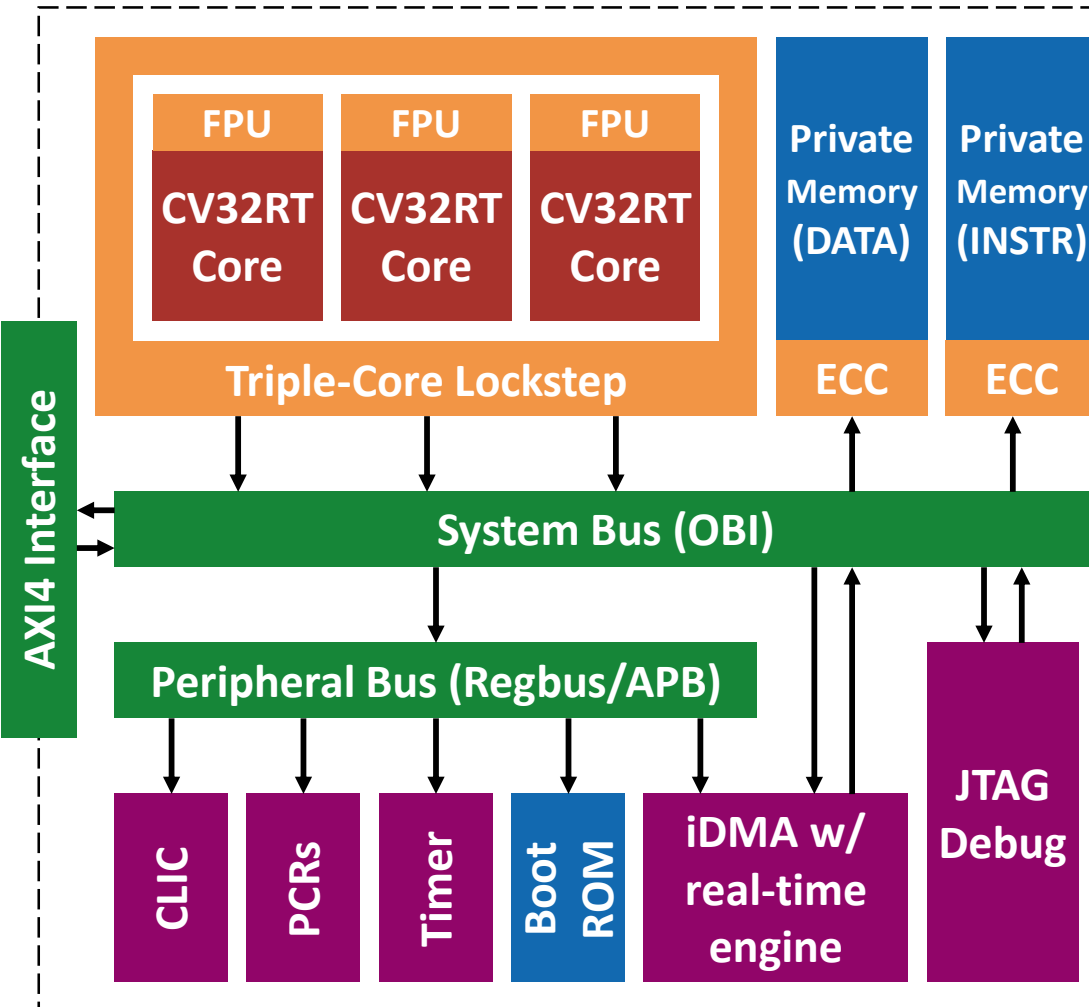 FPU
CV32RT
Core
FPU
CV32RT
Core
FPU
CV32RT
Core
Triple-Core Lockstep
Private
Memory
(DATA)
ECC
Private
Memory
(INSTR)
ECC
AXI4 Interface
System Bus (OBI)
Peripheral Bus (Regbus/APB)
CLIC
PCRs
Timer
Boot
ROM
iDMA w/
real-time
engine
JTAG
Debug